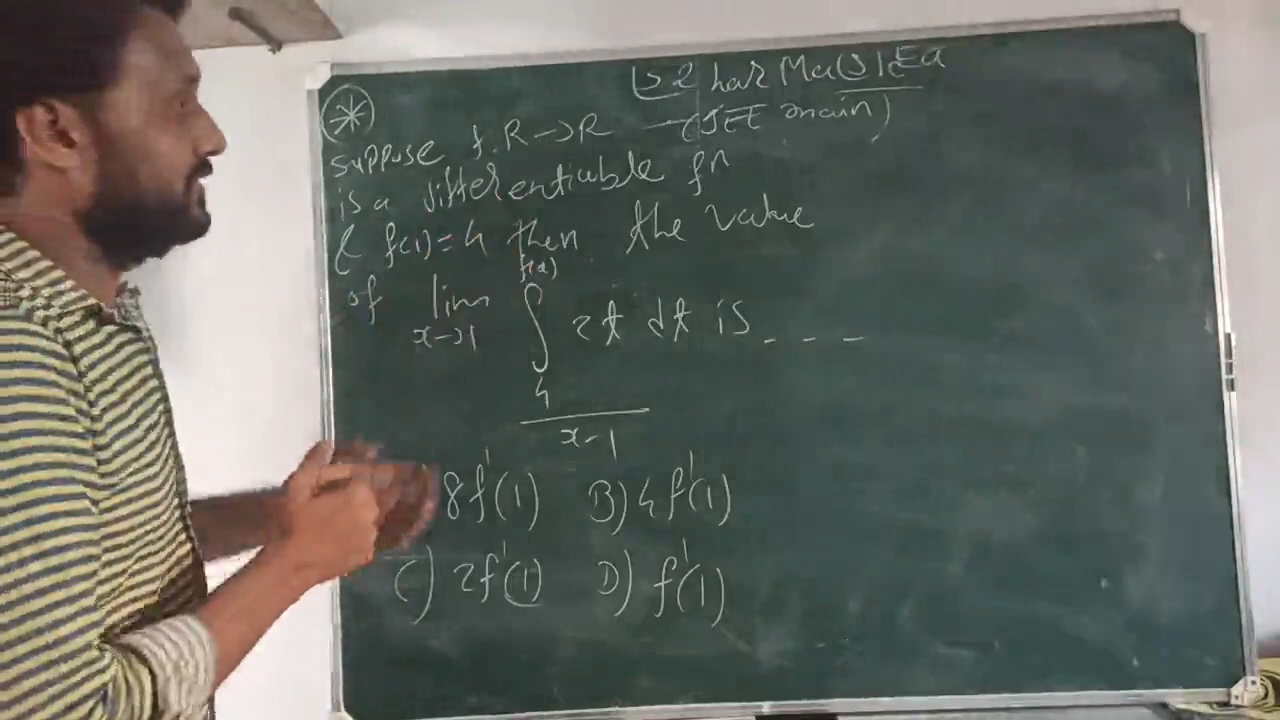 suppose f:R→R (JEE main)
is a differentiable fn
& f(1)=4 then the value
of lim x→1 ∫ 4 f(x) 2t dt is - - -
x-1
8f'(1) B) 4f'(1)
C) 2f'(1) D) f'(1)